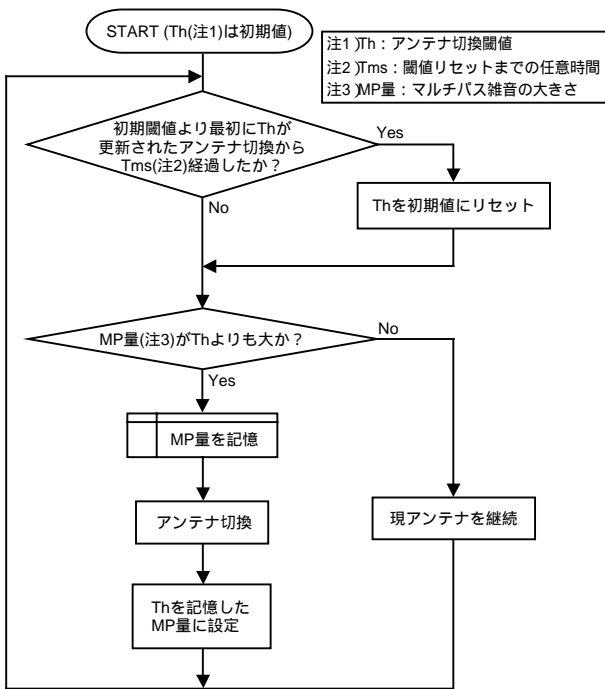 START (Th(注1)は初期値)
注1)Th：アンテナ切換閾値
注2)Tms：閾値リセットまでの任意時間
注3)MP量：マルチパス雑音の大きさ
初期閾値より最初にThが
更新されたアンテナ切換から
Tms(注2)経過したか？
Yes
No
Thを初期値にリセット
MP量(注3)がThよりも大か？
No
Yes
MP量を記憶
アンテナ切換
現アンテナを継続
Thを記憶した
MP量に設定